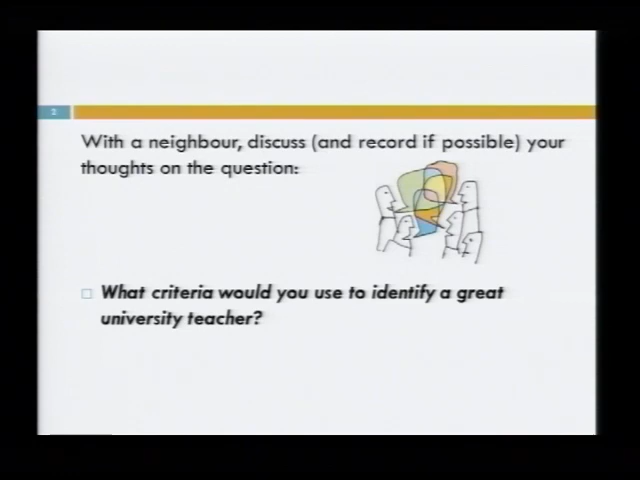 2
With a neighbour, discuss (and record if possible) your
thoughts on the question:
What criteria would you use to identify a great
university teacher?